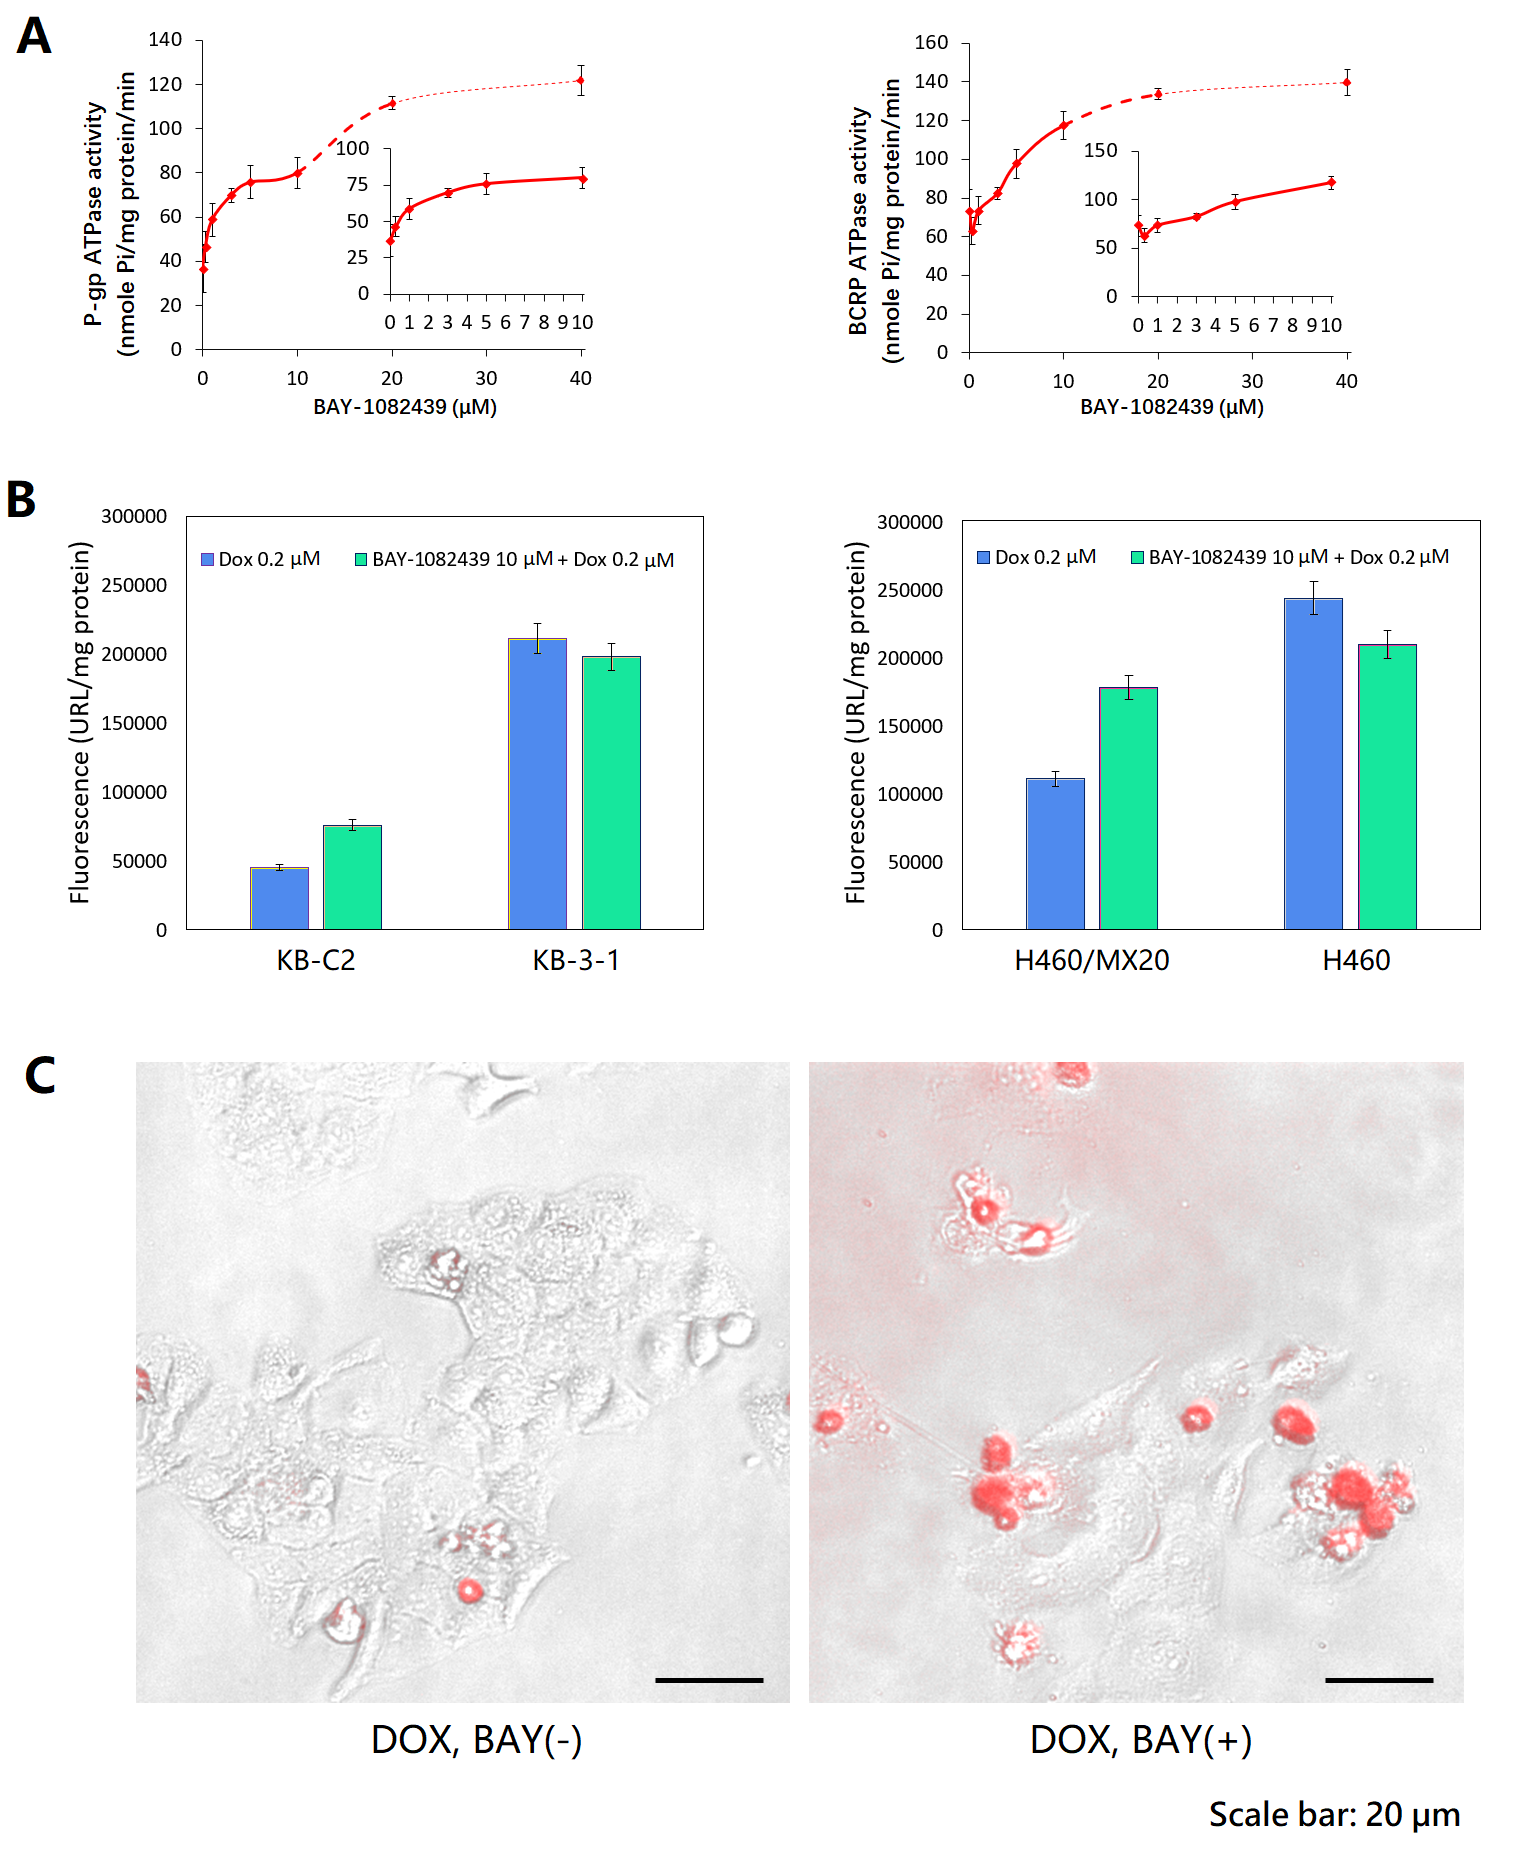 A
P-gp ATPase activity
(nmole Pi/mg protein/min
140
120
100
80
60
40
20
0
0 10 20 30 40
BAY-1082439 (μM)
100
75
50
25
0
0 1 2 3 4 5 6 7 8 9 10
BCRP ATPase activity
(nmole Pi/mg protein/min
160
140
120
100
80
60
40
20
0
0 10 20 30 40
BAY-1082439 (μM)
150
100
50
0
0 1 2 3 4 5 6 7 8 9 10
B
Fluorescence (URL/mg protein)
300000
250000
200000
150000
100000
50000
0
Dox 0.2 μM BAY-1082439 10 μM + Dox 0.2 μM
KB-C2 KB-3-1
Fluorescence (URL/mg protein)
300000
250000
200000
150000
100000
50000
0
Dox 0.2 μM BAY-1082439 10 μM + Dox 0.2 μM
H460/MX20 H460
C
DOX, BAY(-) DOX, BAY(+)
Scale bar: 20 μm